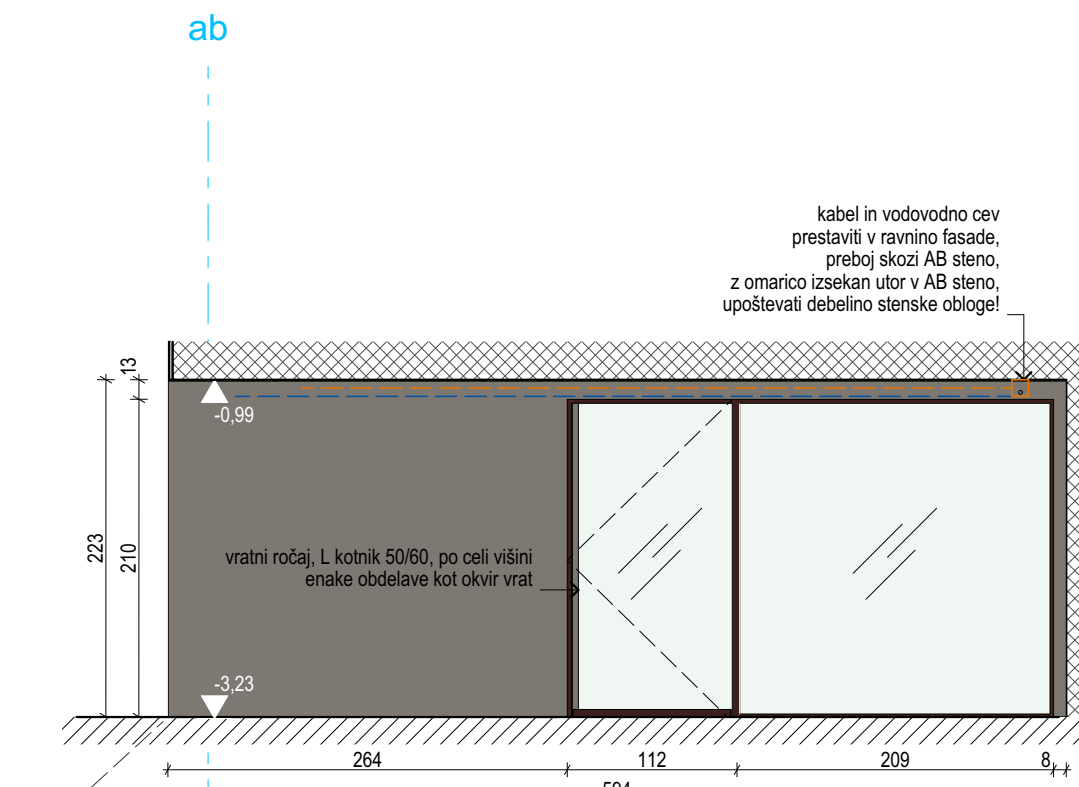 ab
kabel in vodovodno cev
prestaviti v ravnino fasade,
preboj skozi AB steno,
z omarico izsekan utor v AB steno,
upoštevati debelino stenske obloge!
13
-0,99
223
210
vratni ročaj, L kotnik 50/60, po celi višini
enake obdelave kot okvir vrat
-3,23
264
112
209
8